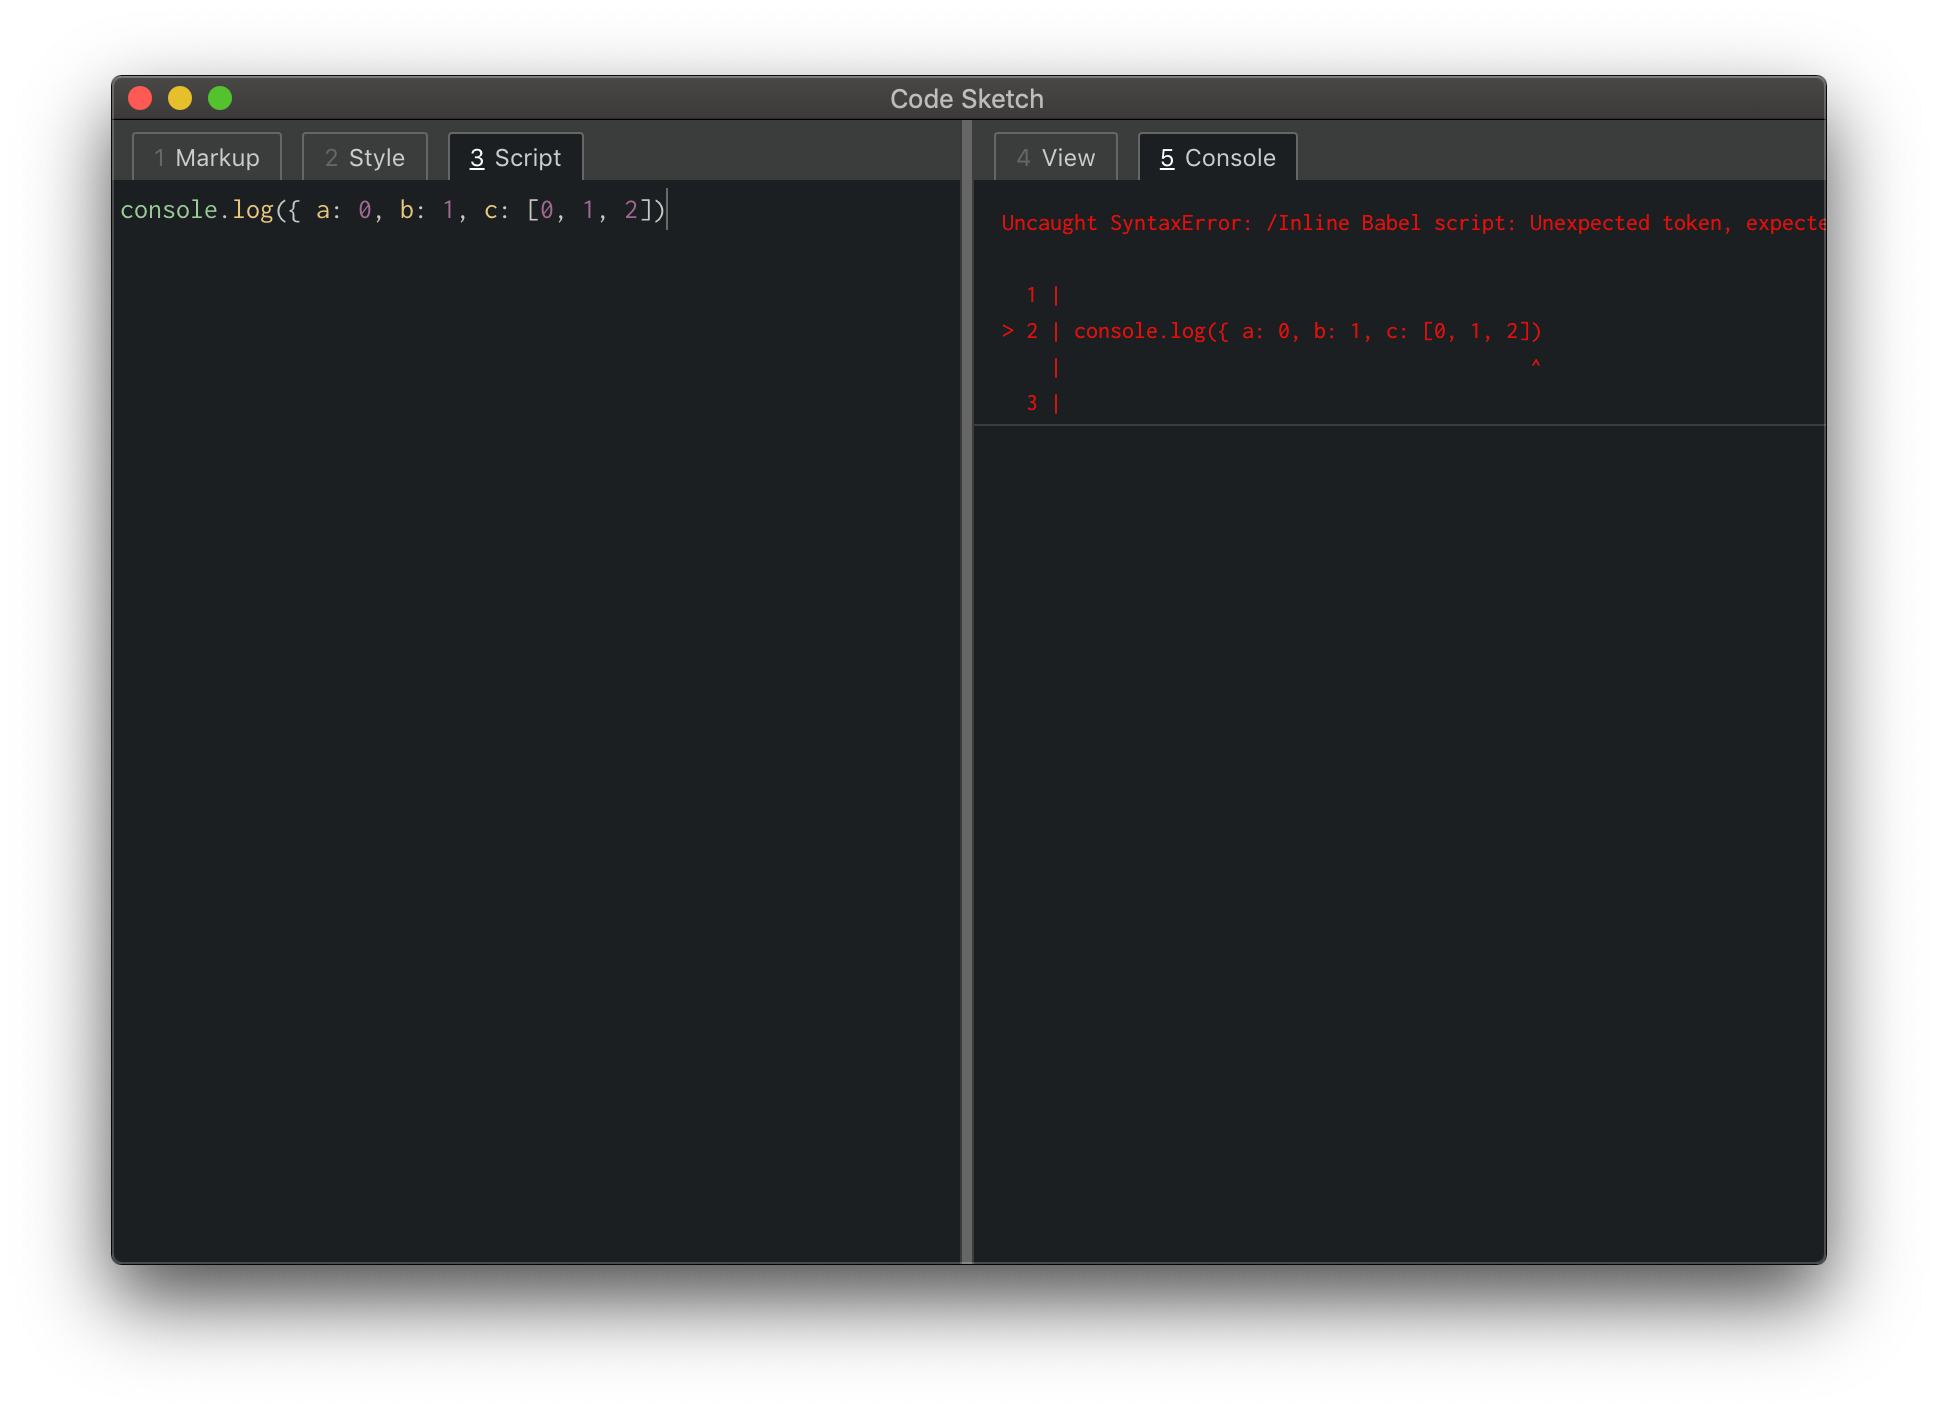 Code Sketch
1 Markup 2 Style 3 Script
4 View 5 Console
console.log({ a: 0, b: 1, c: [0, 1, 2])
Uncaught SyntaxError: /Inline Babel script: Unexpected token, expecte
1 |
> 2 | console.log({ a: 0, b: 1, c: [0, 1, 2])
| ^
3 |